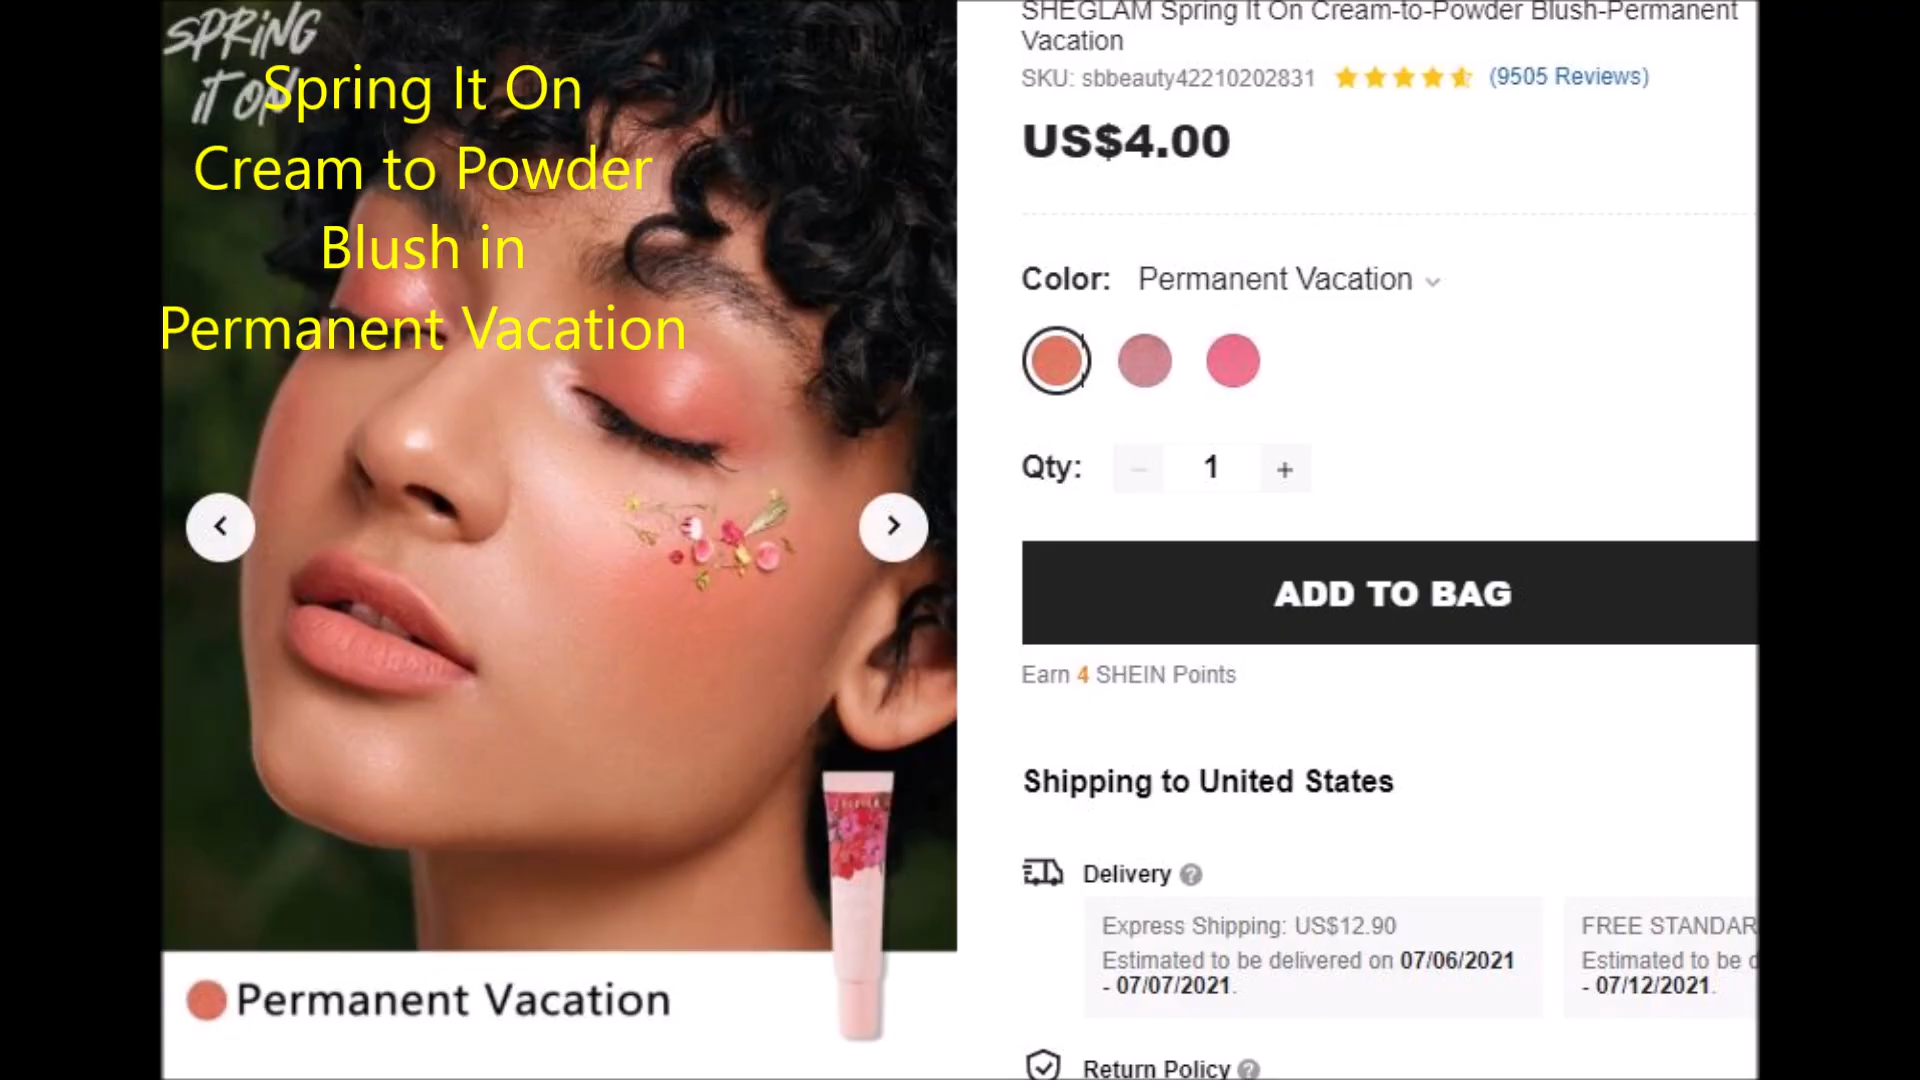 SPRING
IT ON
Spring It On
Cream to Powder
Blush in
Permanent Vacation
Permanent Vacation
SHEGLAM Spring It On Cream-to-Powder Blush-Permanent
Vacation
SKU: sbbeauty42210202831 (9505 Reviews)
US$4.00
Color: Permanent Vacation
Qty: - 1 +
ADD TO BAG
Earn 4 SHEIN Points
Shipping to United States
Delivery ?
Express Shipping: US$12.90
Estimated to be delivered on 07/06/2021
- 07/07/2021.
FREE STANDAR
Estimated to be d
- 07/12/2021.
Return Policy ?